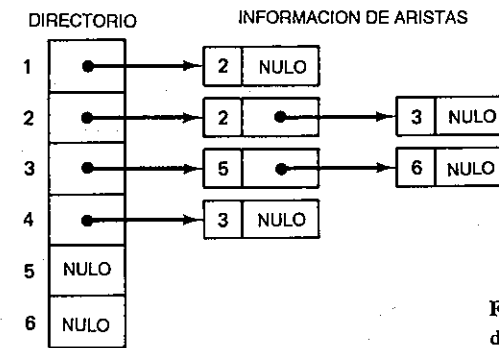 DIRECTORIO INFORMACION DE ARISTAS
1 2 NULO
2 2 3 NULO
3 5 6 NULO
4 3 NULO
5 NULO
6 NULO